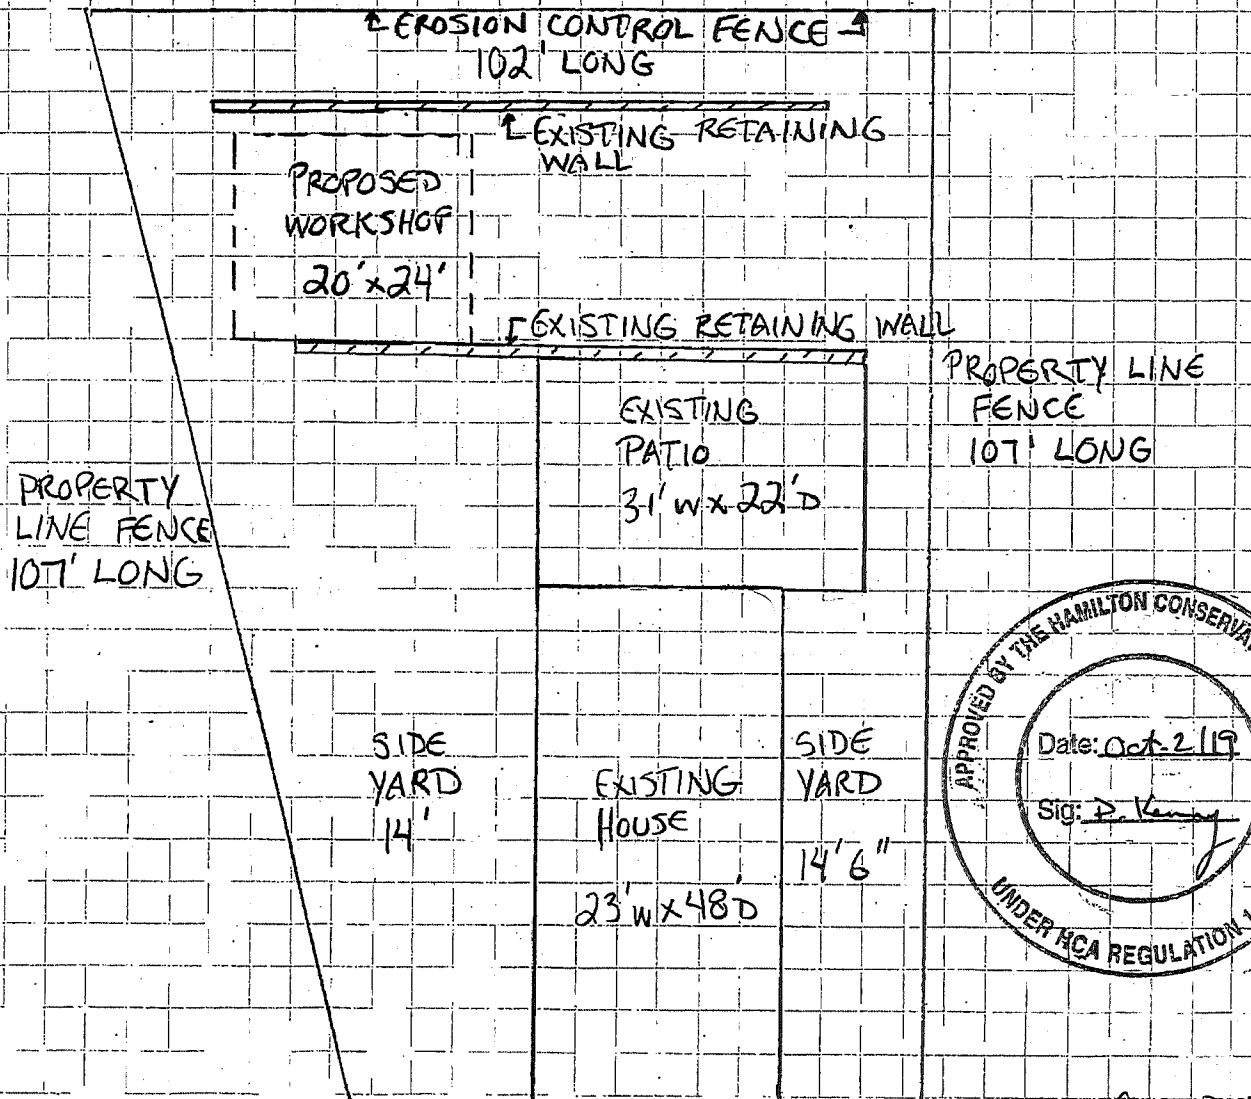 EROSION CONTROL FENCE
102' LONG
EXISTING RETAINING
WALL
PROPOSED
WORKSHOP
20'x24'
EXISTING RETAINING WALL
PROPERTY LINE
FENCE
107' LONG
EXISTING
PATIO
31'w x 22'D
PROPERTY
LINE FENCE
107' LONG
SIDE
YARD
14'
EXISTING
HOUSE
23'w x 48'D
SIDE
YARD
14'6"
APPROVED BY THE HAMILTON
Date: Oct. 2/19
Sig:
UNDER HCA REGULATION